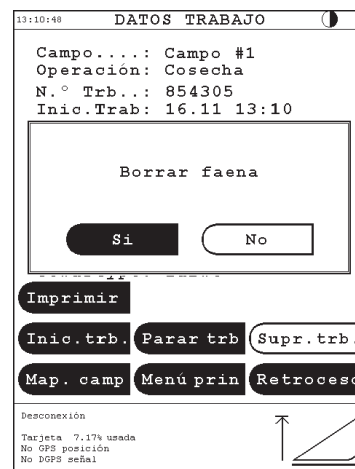 13:10:48 DATOS TRABAJO
Campo....: Campo #1
Operación: Cosecha
N.° Trb..: 854305
Inic.Trab: 16.11 13:10
Borrar faena
Si No
Imprimir
Inic.trb. Parar trb Supr.trb.
Map. camp Menú prin Retroceso
Desconexión
Tarjeta 7.17% usada
No GPS posición
No DGPS señal